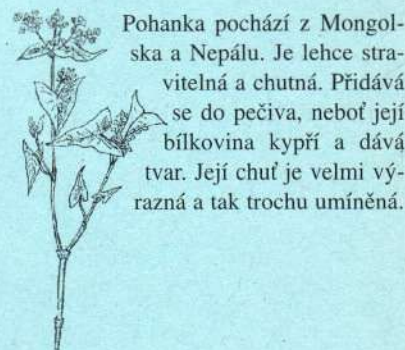 Pohanka pochází z Mongol-
ska a Nepálu. Je lehce stra-
vitelná a chutná. Přidává
se do pečiva, neboť její
bílkovina kypří a dává
tvar. Její chuť je velmi vý-
razná a tak trochu umíněná.